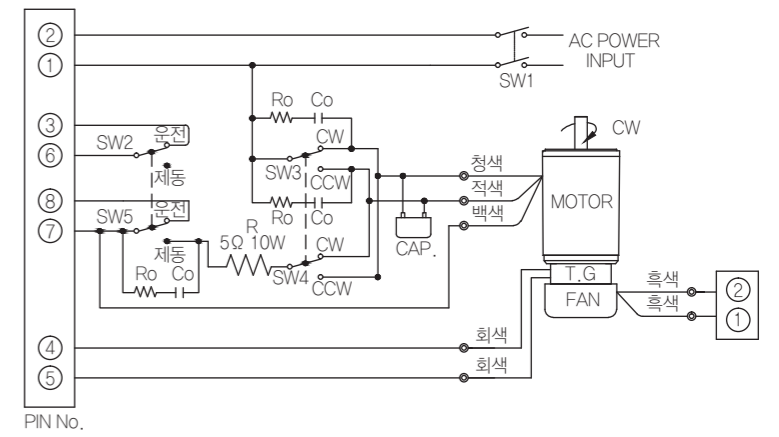 ②
①
③
⑥
⑧
⑦
④
⑤
PIN No.
SW2
운전
제동
SW5
운전
제동
Ro Co
Ro Co
CW
SW3
CCW
Ro Co
R
5Ω 10W
CW
SW4
CCW
AC POWER
INPUT
SW1
CW
청색
적색
백색
CAP.
MOTOR
T.G
FAN
흑색
흑색
②
①
회색
회색